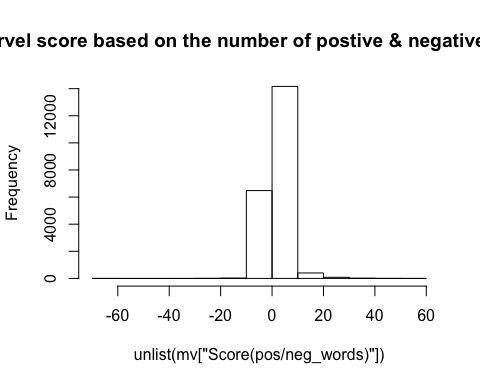 rvel score based on the number of postive & negative
12000
8000
4000
0
Frequency
-60 -40 -20 0 20 40 60
unlist(mv["Score(pos/neg_words)"])